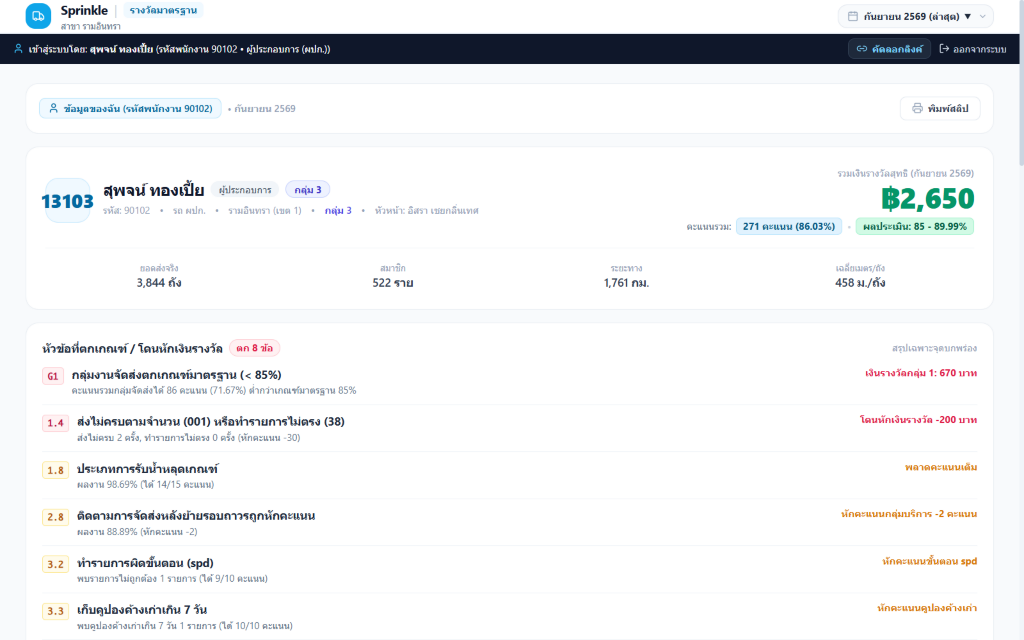 Sprinkle
รางวัลมาตรฐาน
สาขา รามอินทรา
กันยายน 2569 (ล่าสุด) ▼
เข้าสู่ระบบโดย: สุพจน์ ทองเปี้ย (รหัสพนักงาน 90102 • ผู้ประกอบการ (ผปก.))
คัดลอกลิงค์
ออกจากระบบ
ข้อมูลของฉัน (รหัสพนักงาน 90102)
• กันยายน 2569
พิมพ์สลิป
13103
สุพจน์ ทองเปี้ย
ผู้ประกอบการ
กลุ่ม 3
รหัส: 90102 • รถ ผปก. • รามอินทรา (เขต 1) • กลุ่ม 3 • หัวหน้า: อิสรา เชยกลิ่นเทศ
รวมเงินรางวัลสุทธิ (กันยายน 2569)
฿2,650
คะแนนรวม: 271 คะแนน (86.03%) • ผลประเมิน: 85 - 89.99%
ยอดส่งจริง
3,844 ถัง
สมาชิก
522 ราย
ระยะทาง
1,761 กม.
เฉลี่ยเมตร/ถัง
458 ม./ถัง
หัวข้อที่ตกเกณฑ์ / โดนหักเงินรางวัล
ตก 8 ข้อ
สรุปเฉพาะจุดบกพร่อง
G1
กลุ่มงานจัดส่งตกเกณฑ์มาตรฐาน (< 85%)
เงินรางวัลกลุ่ม 1: 670 บาท
คะแนนรวมกลุ่มจัดส่งได้ 86 คะแนน (71.67%) ต่ำกว่าเกณฑ์มาตรฐาน 85%
1.4
ส่งไม่ครบตามจำนวน (001) หรือทำรายการไม่ตรง (38)
โดนหักเงินรางวัล -200 บาท
ส่งไม่ครบ 2 ครั้ง, ทำรายการไม่ตรง 0 ครั้ง (หักคะแนน -30)
1.8
ประเภทการรับน้ำหลุดเกณฑ์
พลาดคะแนนเต็ม
ผลงาน 98.69% (ได้ 14/15 คะแนน)
2.8
ติดตามการจัดส่งหลังย้ายรอบถาวรถูกหักคะแนน
หักคะแนนกลุ่มบริการ -2 คะแนน
ผลงาน 88.89% (หักคะแนน -2)
3.2
ทำรายการผิดขั้นตอน (spd)
หักคะแนนขั้นตอน spd
พบรายการไม่ถูกต้อง 1 รายการ (ได้ 9/10 คะแนน)
3.3
เก็บคูปองค้างเก่าเกิน 7 วัน
หักคะแนนคูปองค้างเก่า
พบคูปองค้างเก่าเกิน 7 วัน 1 รายการ (ได้ 10/10 คะแนน)